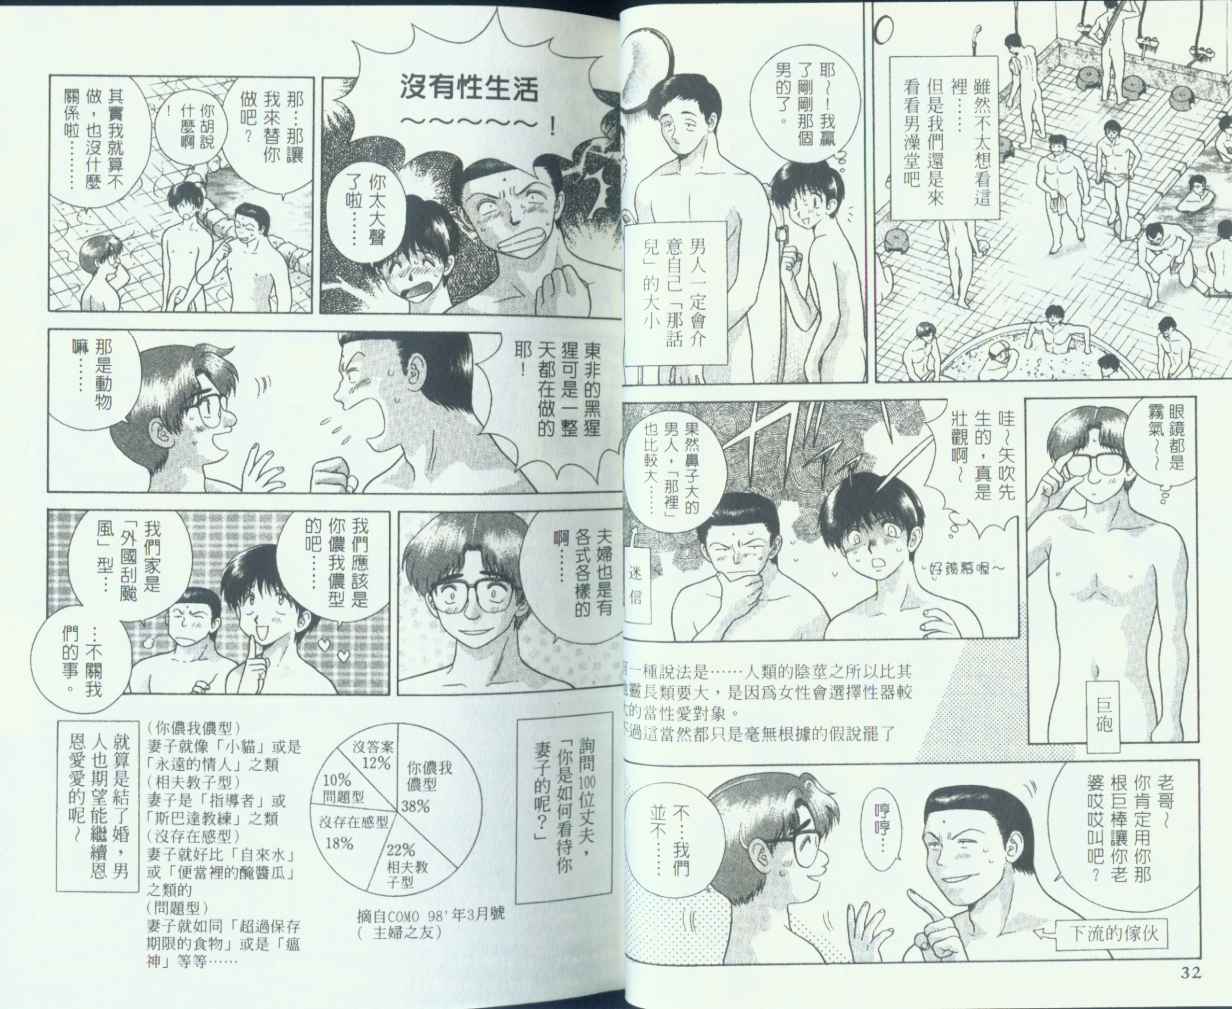 雖然不太想看這
裡……
但是我們還是來
看看男澡堂吧
耶~!我贏
了剛剛那個
男的了。
男人一定會介
意自己「那話
兒」的大小
眼鏡都是
霧氣~~
巨砲
哇~矢吹先
生的,真是
壯觀啊~
好羨慕喔~
果然鼻子大的
男人,「那裡」
也比較大……
迷信
一種說法是……人類的陰莖之所以比其
靈長類要大,是因為女性會選擇性器較
的當性愛對象。
過這當然都只是毫無根據的假說罷了
老哥~
你肯定用你那
根巨棒讓你老
婆哎哎叫吧?
哼哼…
不…我們
並不……
下流的傢伙
32
沒有性生活
~~~~~!
你太大聲
了啦……
那…那讓
我來替你
做吧?
你胡說
什麼啊
!
其實我就算不
做,也沒什麼
關係啦………
東非的黑猩
猩可是一整
天都在做的
耶!
那是動物
嘛……
夫婦也是有
各式各樣的
啊……
我們應該是
你儂我儂型
的吧……
我們家是
「外國刮颱
風」型…
…不關我
們的事。
詢問100位丈夫,
「你是如何看待你
妻子的呢?」
你儂我
儂型
38%
22%
相夫教
子型
沒存在感型
18%
10%
問題型
沒答案
12%
摘自COMO 98'年3月號
( 主婦之友)
(你儂我儂型)
妻子就像「小貓」或是
「永遠的情人」之類
(相夫教子型)
妻子是「指導者」或
「斯巴達教練」之類
(沒存在感型)
妻子就好比「自來水」
或「便當裡的醃醬瓜」
之類的
(問題型)
妻子就如同「超過保存
期限的食物」或是「瘟
神」等等……
就算是結了婚,男
人也期望能繼續恩
恩愛愛的呢~